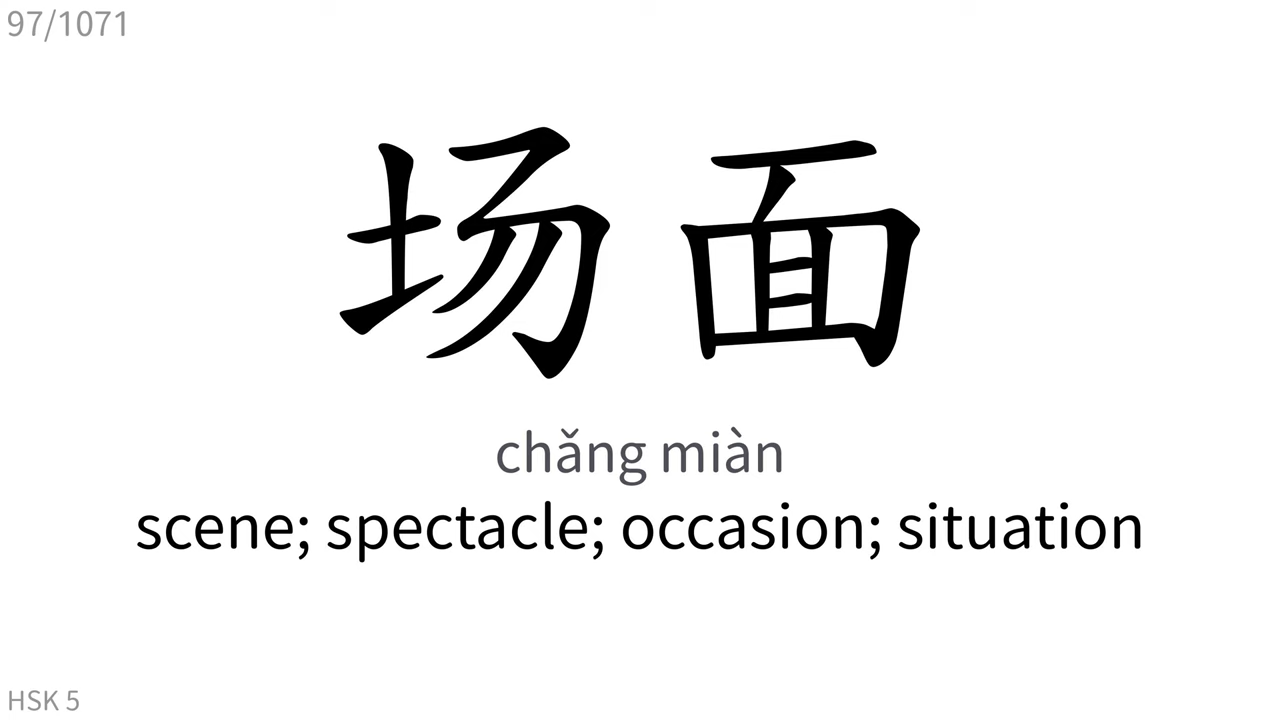 97/1071
场面
chǎng miàn
scene; spectacle; occasion; situation
HSK 5